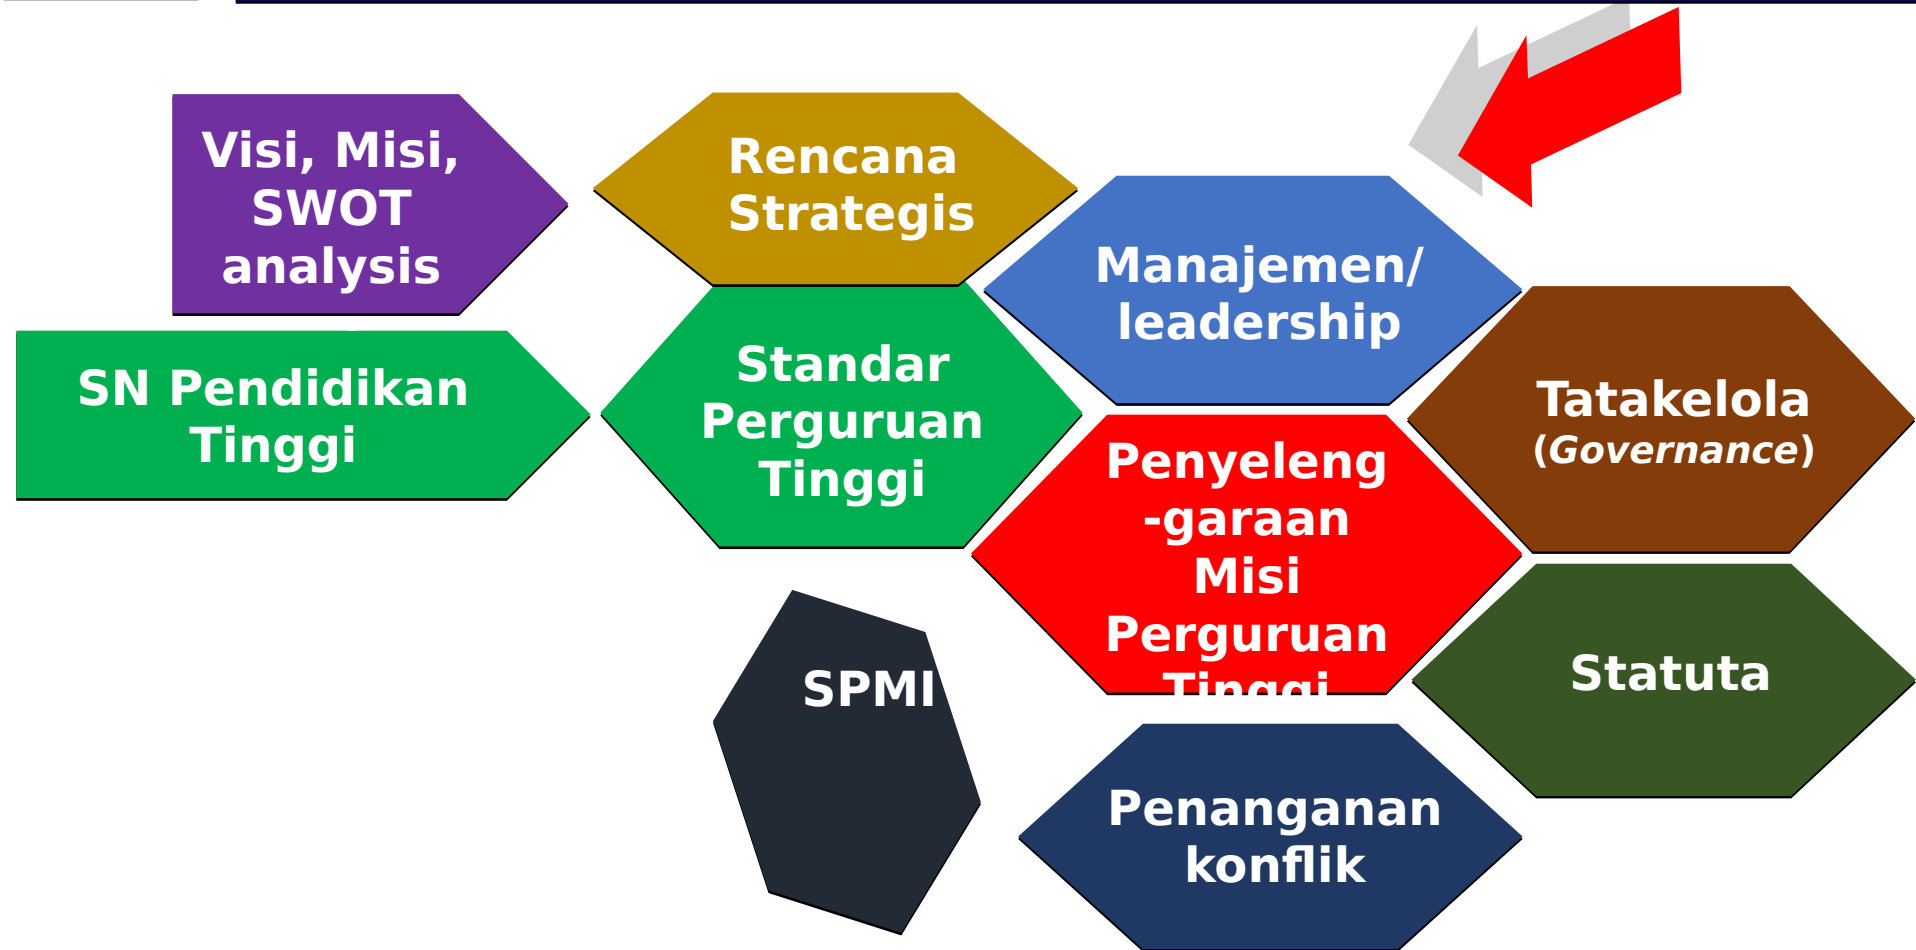 Visi, Misi,
SWOT
analysis
Rencana
Strategis
Manajemen/
leadership
SN Pendidikan
Tinggi
Standar
Perguruan
Tinggi
Tatakelola
(Governance)
Penyeleng
-garaan
Misi
Perguruan
Tinggi
SPMI
Statuta
Penanganan
konflik